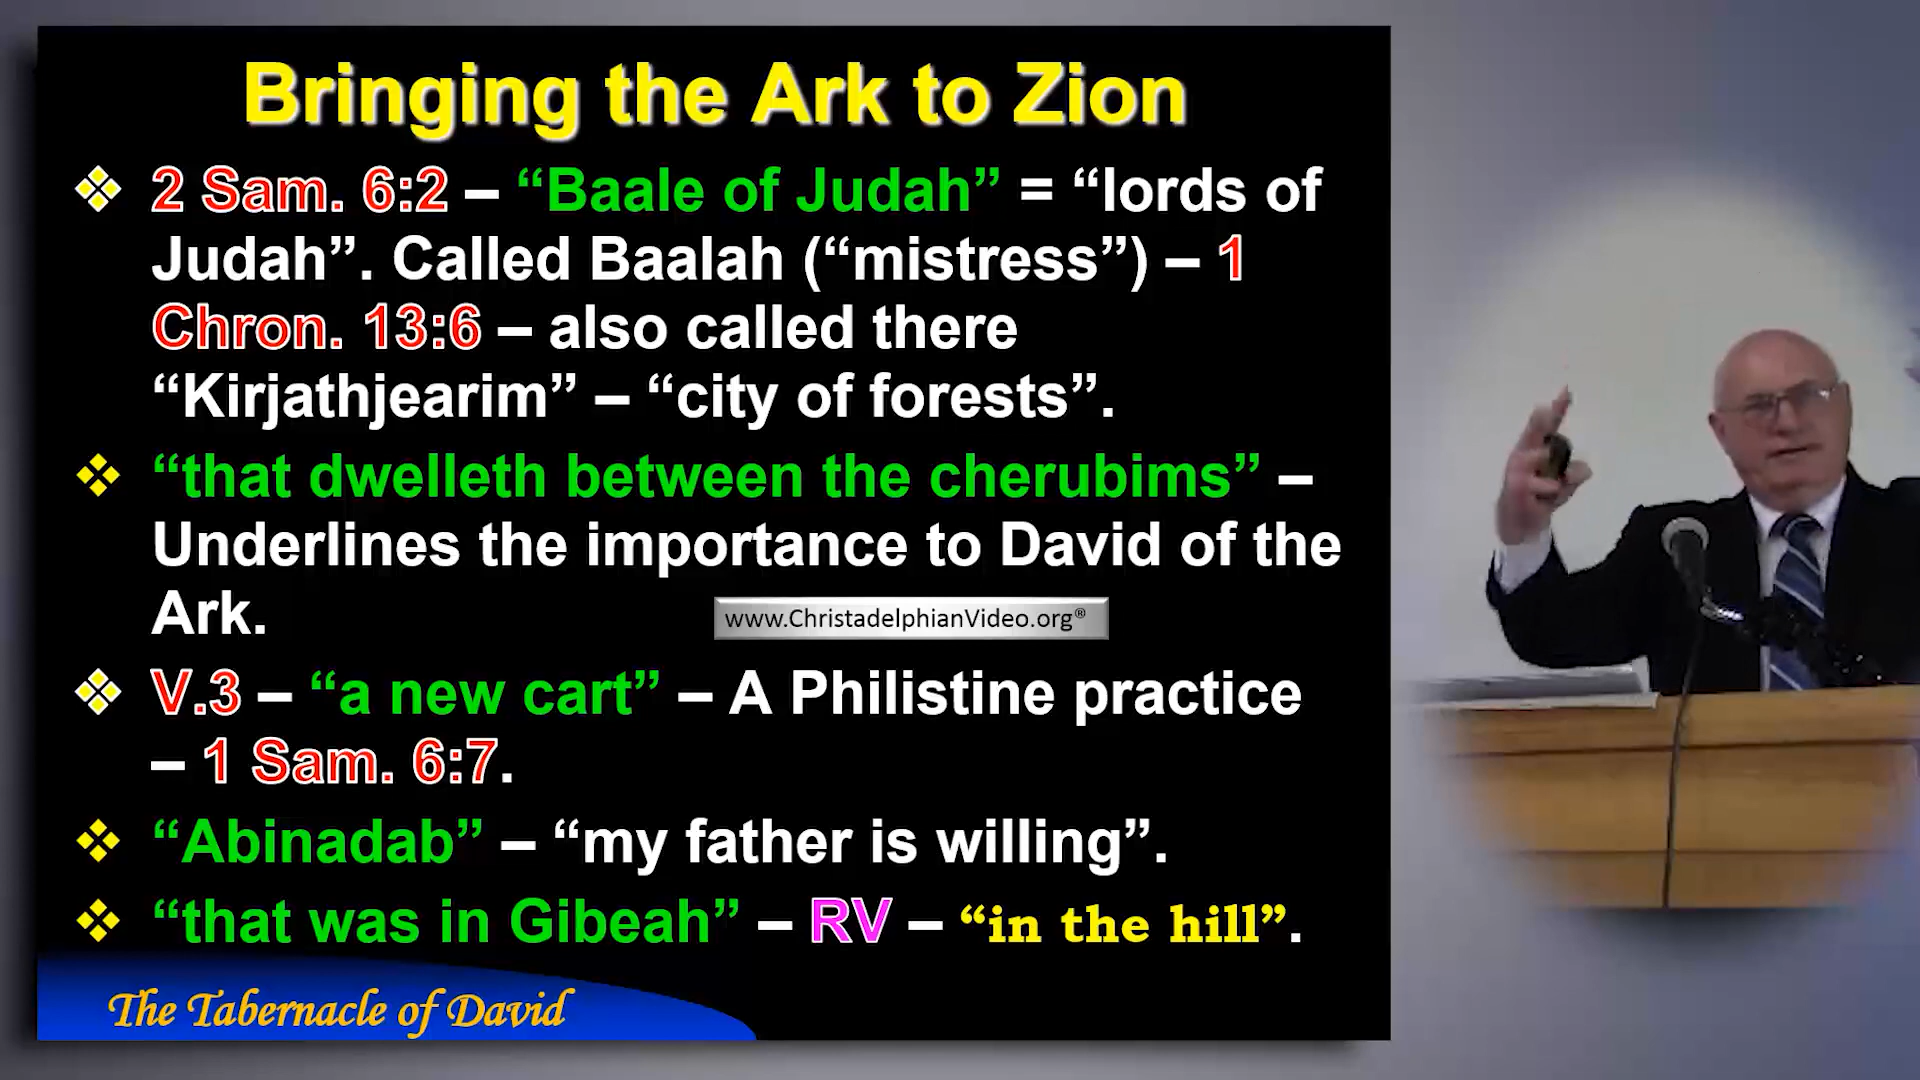 Bringing the Ark to Zion
❖ 2 Sam. 6:2 – “Baale of Judah” = “lords of
Judah”. Called Baalah (“mistress”) – 1
Chron. 13:6 – also called there
“Kirjathjearim” – “city of forests”.
❖ “that dwelleth between the cherubims” –
Underlines the importance to David of the
Ark.
www.ChristadelphianVideo.org®
❖ V.3 – “a new cart” – A Philistine practice
– 1 Sam. 6:7.
❖ “Abinadab” – “my father is willing”.
❖ “that was in Gibeah” – RV – “in the hill”.
The Tabernacle of David